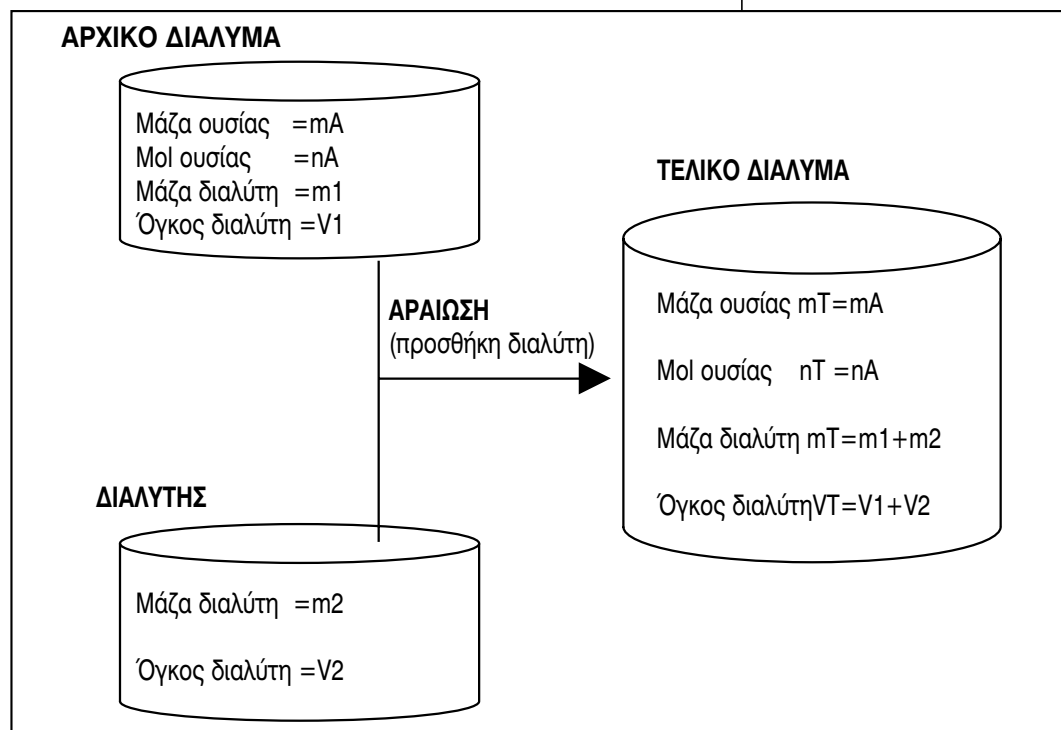 ΑΡΧΙΚΟ ΔΙΑΛΥΜΑ
Μάζα ουσίας =mA
Mol ουσίας =nA
Μάζα διαλύτη =m1
Όγκος διαλύτη =V1
ΑΡΑΙΩΣΗ
(προσθήκη διαλύτη)
ΔΙΑΛΥΤΗΣ
Μάζα διαλύτη =m2
Όγκος διαλύτη =V2
ΤΕΛΙΚΟ ΔΙΑΛΥΜΑ
Μάζα ουσίας mT=mA
Mol ουσίας nT =nA
Μάζα διαλύτη mT=m1+m2
Όγκος διαλύτηVT=V1+V2